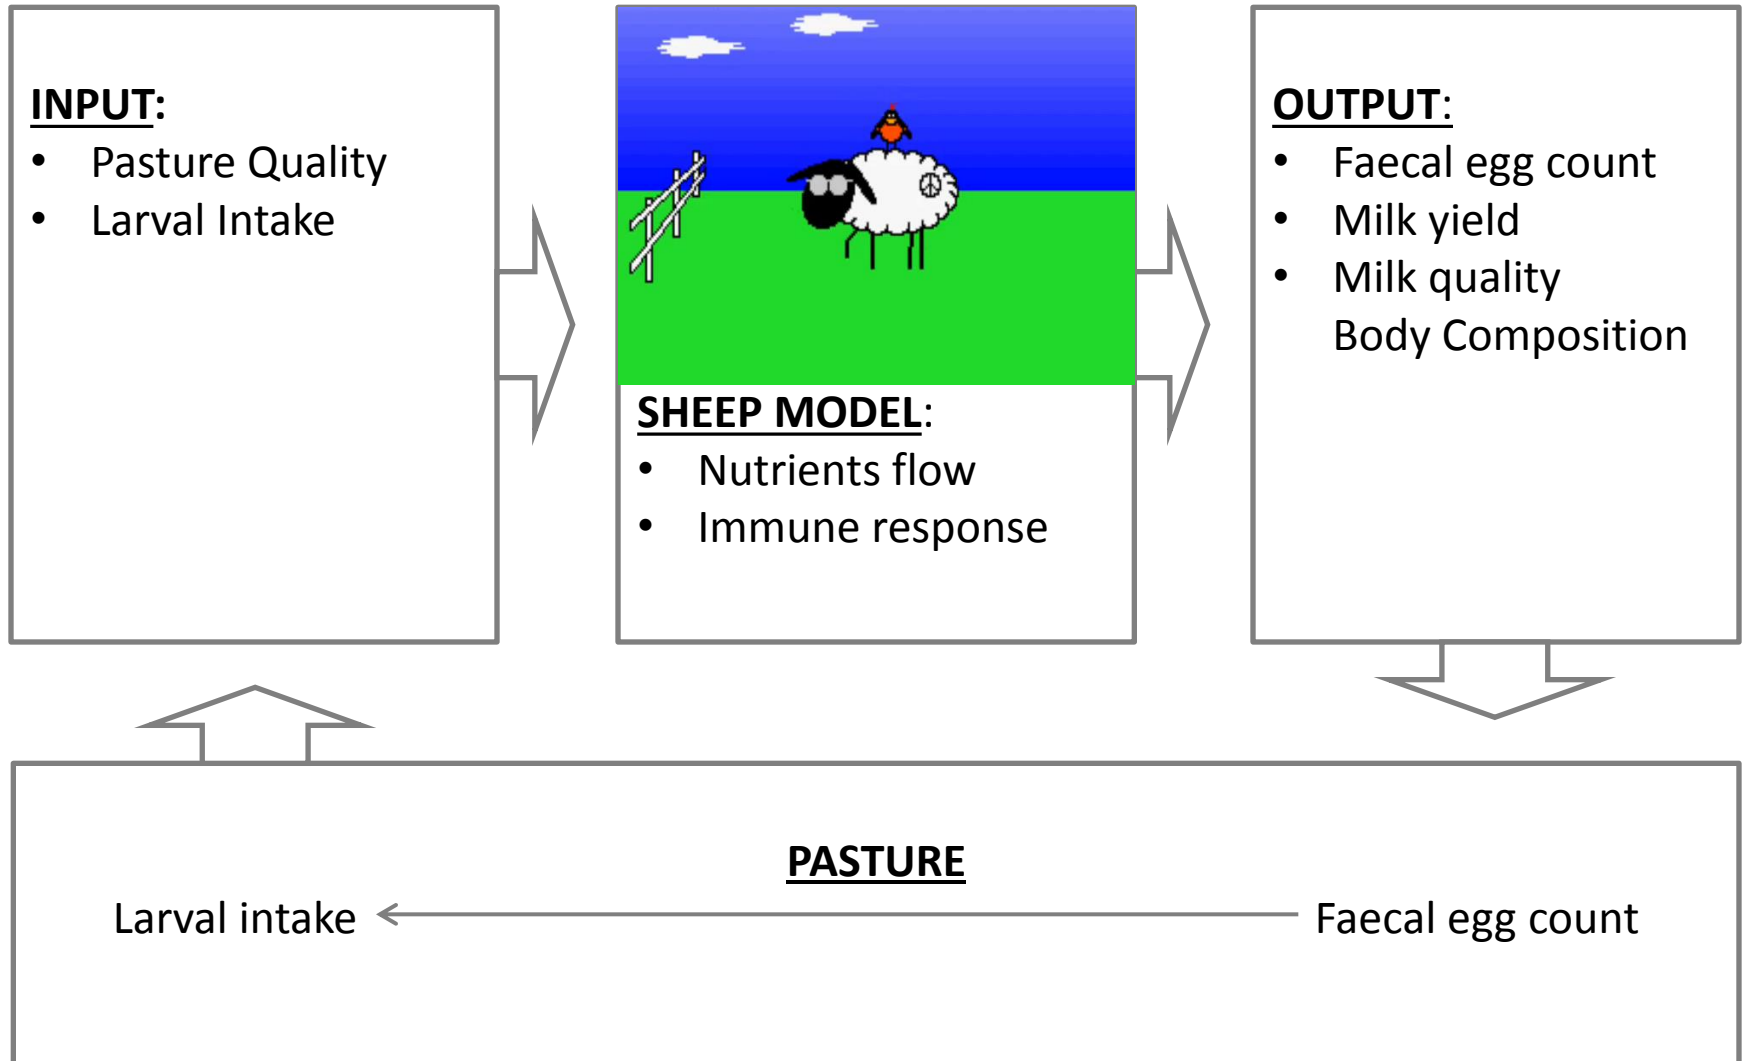 INPUT:
• Pasture Quality
• Larval Intake
SHEEP MODEL:
• Nutrients flow
• Immune response
OUTPUT:
• Faecal egg count
• Milk yield
• Milk quality
Body Composition
PASTURE
Larval intake
Faecal egg count